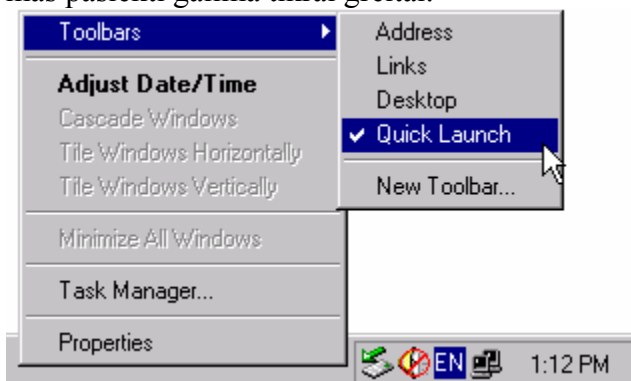 Toolbars
Adjust Date/Time
Cascade Windows
Tile Windows Horizontally
Tile Windows Vertically
Minimize All Windows
Task Manager...
Properties
Address
Links
Desktop
Quick Launch
New Toolbar...
EN
1:12 PM